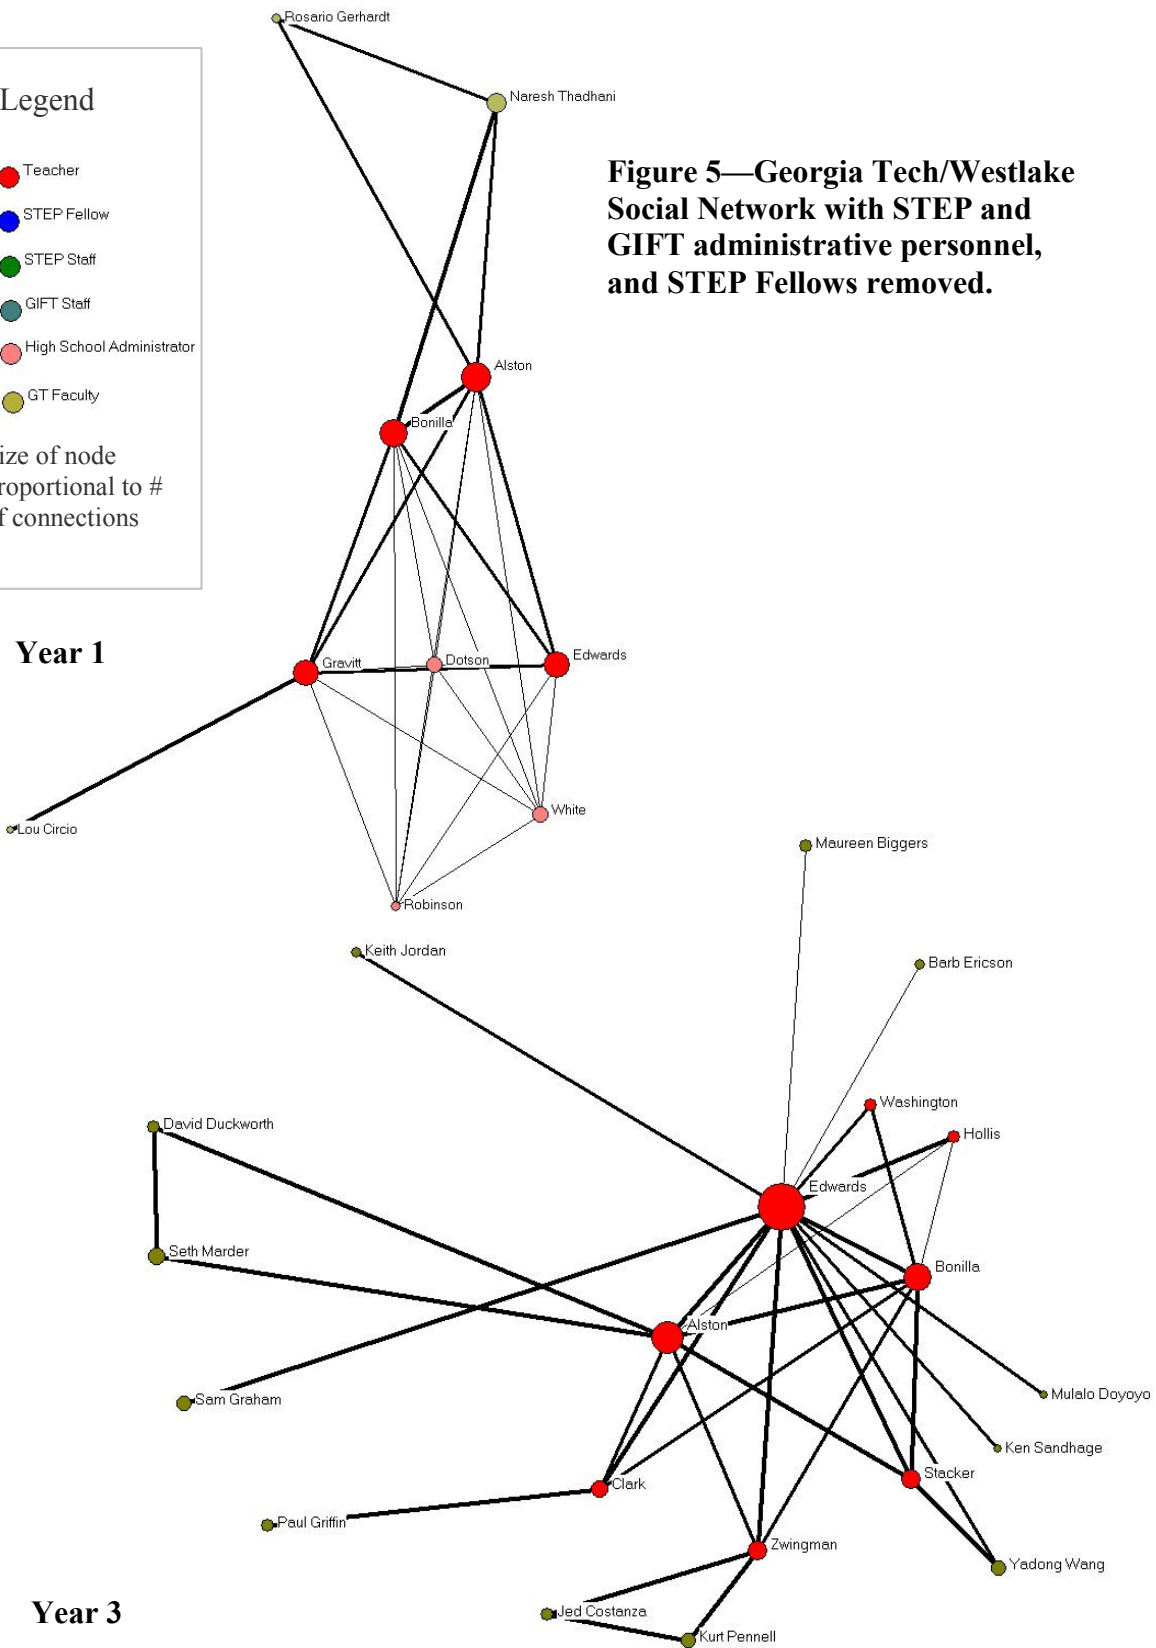 Rosario Gerhardt
Legend
Naresh Thadhani
Teacher
STEP Fellow
STEP Staff
GIFT Staff
High School Administrator
GT Faculty
ize of node
roportional to #
f connections
Figure 5—Georgia Tech/Westlake
Social Network with STEP and
GIFT administrative personnel,
and STEP Fellows removed.
Alston
Bonilla
Year 1
Gravitt
Dotson
Edwards
White
Lou Circio
Robinson
Maureen Biggers
Keith Jordan
Barb Ericson
Washington
David Duckworth
Hollis
Edwards
Seth Marder
Bonilla
Alston
Sam Graham
Mulalo Doyoyo
Ken Sandhage
Stacker
Clark
Paul Griffin
Zwingman
Yadong Wang
Year 3
Jed Costanza
Kurt Pennell